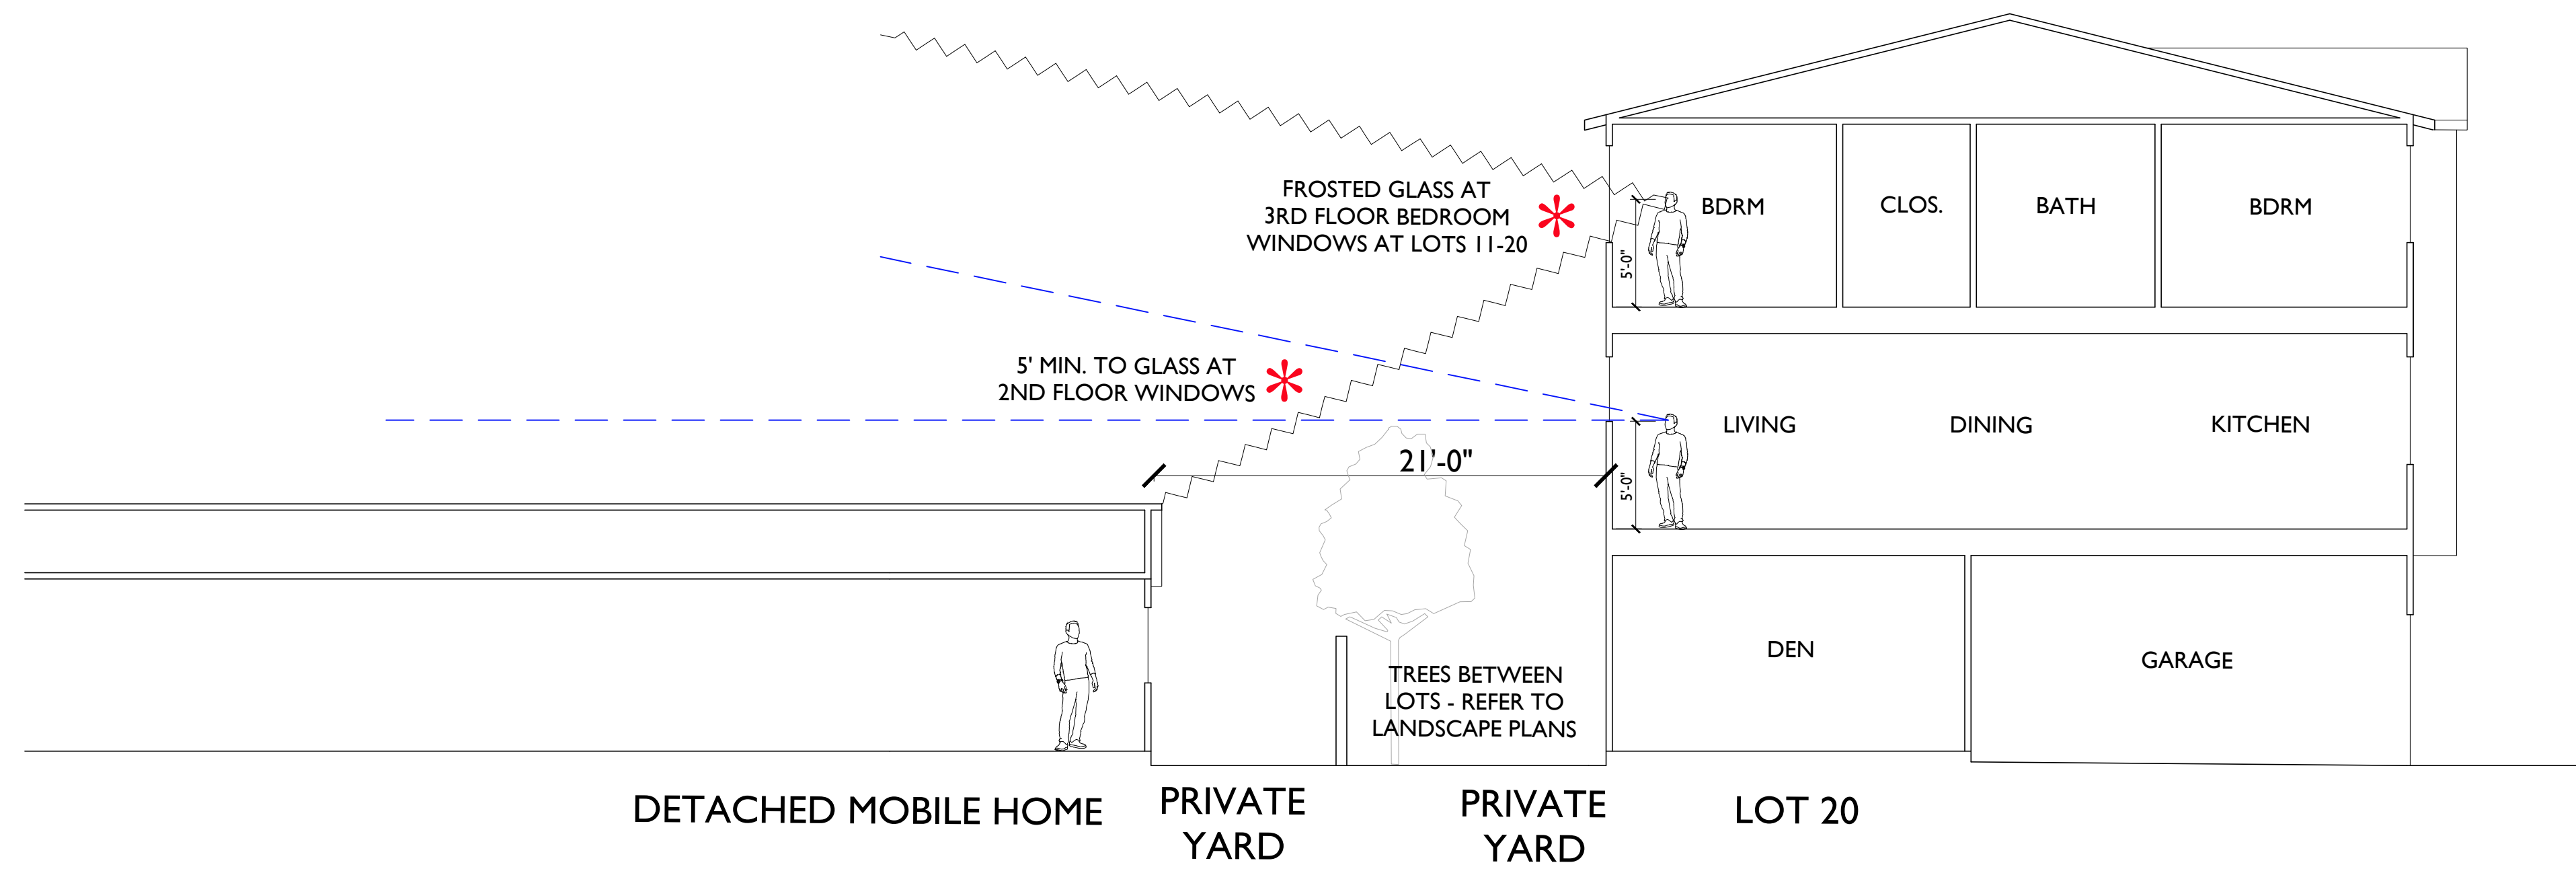 FROSTED GLASS AT
3RD FLOOR BEDROOM
WINDOWS AT LOTS 11-20
*
5'-0"
BDRM
CLOS.
BATH
BDRM
5' MIN. TO GLASS AT
2ND FLOOR WINDOWS
*
21'-0"
5'-0"
LIVING
DINING
KITCHEN
TREES BETWEEN
LOTS - REFER TO
LANDSCAPE PLANS
DEN
GARAGE
DETACHED MOBILE HOME
PRIVATE
YARD
PRIVATE
YARD
LOT 20